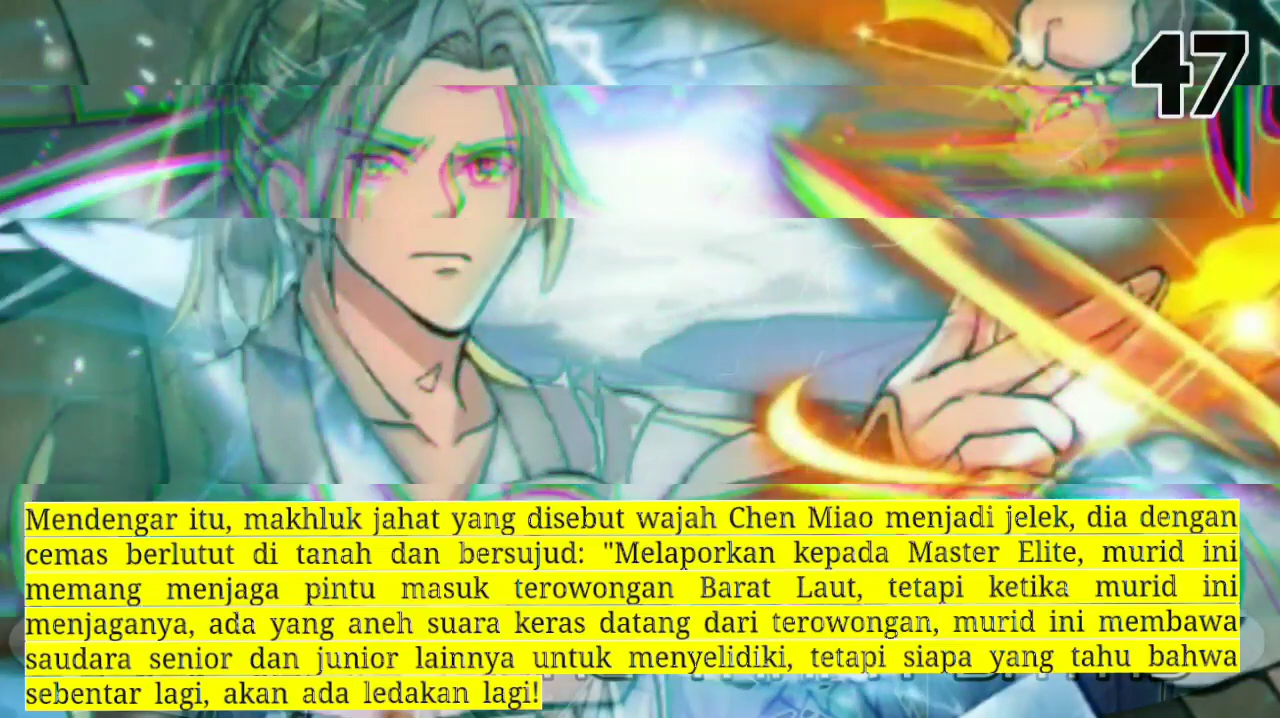 47
Mendengar itu, makhluk jahat yang disebut wajah Chen Miao menjadi jelek, dia dengan
cemas berlutut di tanah dan bersujud: "Melaporkan kepada Master Elite, murid ini
memang menjaga pintu masuk terowongan Barat Laut, tetapi ketika murid ini
menjaganya, ada yang aneh suara keras datang dari terowongan, murid ini membawa
saudara senior dan junior lainnya untuk menyelidiki, tetapi siapa yang tahu bahwa
sebentar lagi, akan ada ledakan lagi!